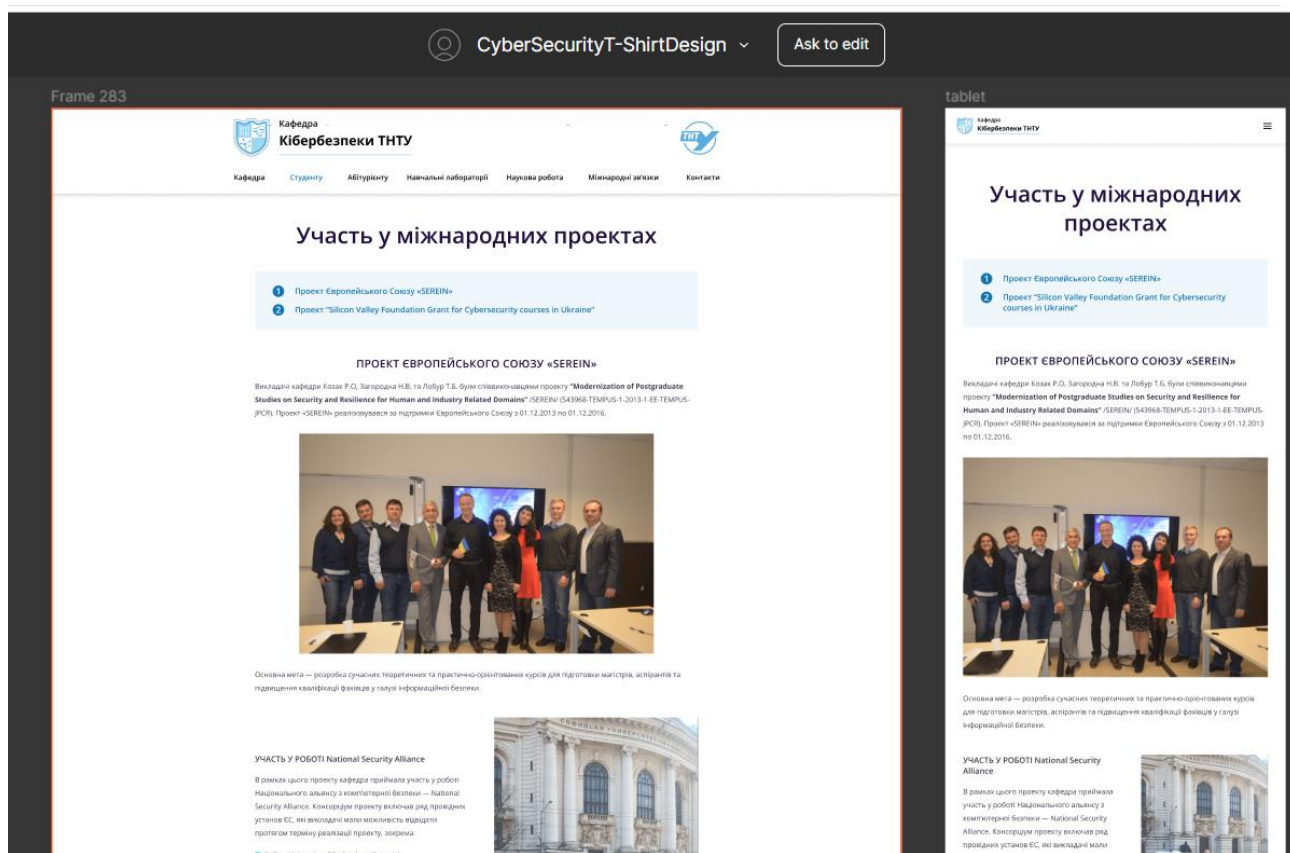 CyberSecurityT-ShirtDesign
Ask to edit
Frame 283
Кафедра
Кібербезпеки ТНТУ
ТНТ
Кафедра
Студенту
Абітурієнту
Навчальні лабораторії
Наукова робота
Міжнародні зв'язки
Контакти
Участь у міжнародних проектах
1 Проект Європейського Союзу «SEREIN»
2 Проект "Silicon Valley Foundation Grant for Cybersecurity courses in Ukraine"
ПРОЕКТ ЄВРОПЕЙСЬКОГО СОЮЗУ «SEREIN»
Викладачі кафедри Козак Р.О, Загородна Н.В. та Лобур Т.Б. були співвиконавцями проекту "Modernization of Postgraduate
Studies on Security and Resilience for Human and Industry Related Domains" /SEREIN/ (543968-TEMPUS-1-2013-1-EE-TEMPUS-
JPCR). Проект «SEREIN» реалізовувався за підтримки Європейського Союзу з 01.12.2013 по 01.12.2016.
Основна мета — розробка сучасних теоретичних та практично-орієнтованих курсів для підготовки магістрів, аспірантів та
підвищення кваліфікації фахівців у галузі інформаційної безпеки.
УЧАСТЬ У РОБОТІ National Security Alliance
В рамках цього проекту кафедра приймала участь у роботі
Національного альянсу з комп'ютерної безпеки — National
Security Alliance. Консорціум проекту включав ряд провідних
установ ЄС, які викладачі мали можливість відвідати
протягом терміну реалізації проекту, зокрема:
tablet
Кафедра
Кібербезпеки ТНТУ
Участь у міжнародних
проектах
1 Проект Європейського Союзу «SEREIN»
2 Проект "Silicon Valley Foundation Grant for Cybersecurity
courses in Ukraine"
ПРОЕКТ ЄВРОПЕЙСЬКОГО СОЮЗУ «SEREIN»
Викладачі кафедри Козак Р.О, Загородна Н.В. та Лобур Т.Б, були співвиконавцями
проекту "Modernization of Postgraduate Studies on Security and Resilience for
Human and Industry Related Domains" /SEREIN/ (543968-TEMPUS-1-2013-1-EE-TEMPUS-
JPCR). Проект «SEREIN» реалізовувався за підтримки Європейського Союзу з 01.12.2013
по 01.12.2016.
Основна мета — розробка сучасних теоретичних та практично-орієнтованих курсів
для підготовки магістрів, аспірантів та підвищення кваліфікації фахівців у галузі
інформаційної безпеки.
УЧАСТЬ У РОБОТІ National Security
Alliance
В рамках цього проекту кафедра приймала
участь у роботі Національного альянсу з
комп'ютерної безпеки — National Security
Alliance. Консорціум проекту включав ряд
провідних установ ЄС, які викладачі мали